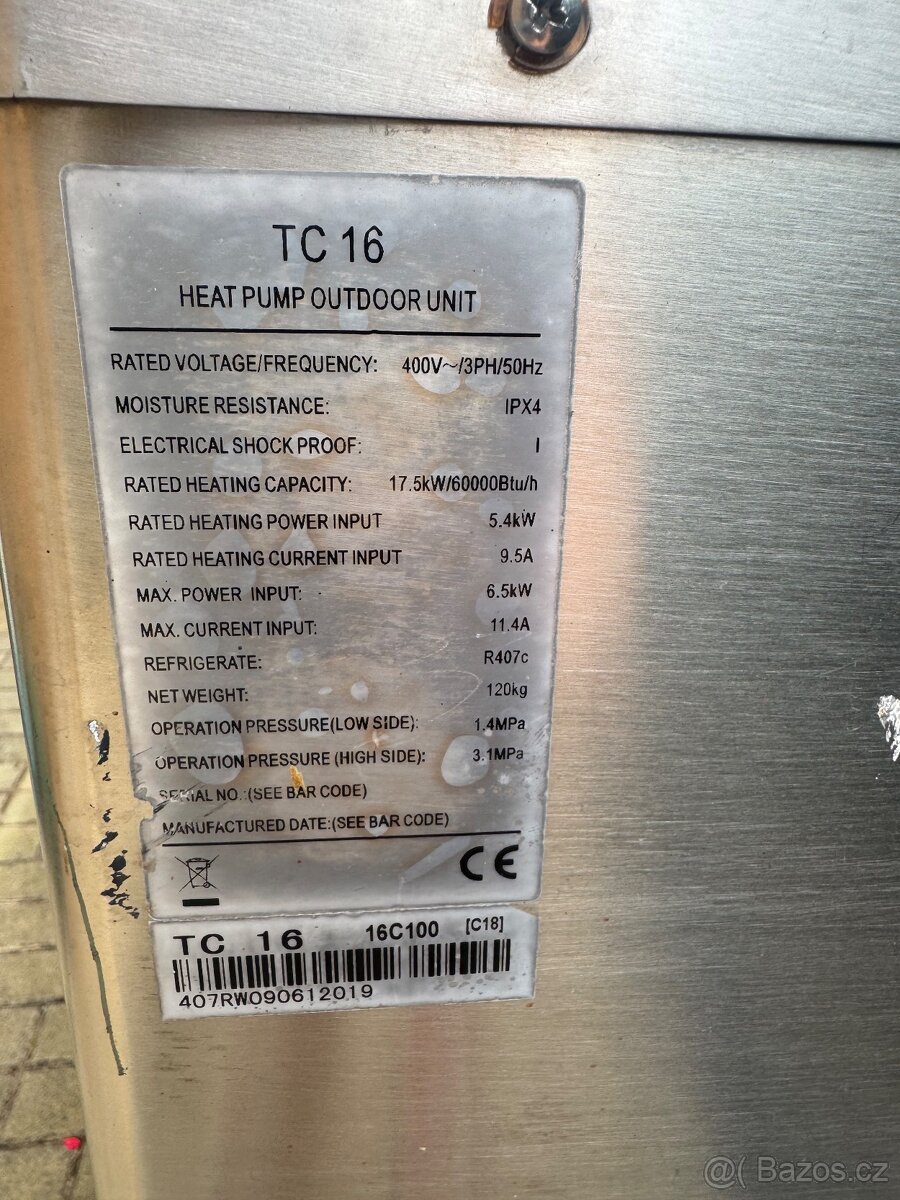 TC 16
HEAT PUMP OUTDOOR UNIT
RATED VOLTAGE/FREQUENCY: 400V~/3PH/50Hz
MOISTURE RESISTANCE: IPX4
ELECTRICAL SHOCK PROOF: I
RATED HEATING CAPACITY: 17.5kW/60000Btu/h
RATED HEATING POWER INPUT 5.4kW
RATED HEATING CURRENT INPUT 9.5A
MAX. POWER INPUT: 6.5kW
MAX. CURRENT INPUT: 11.4A
REFRIGERATE: R407c
NET WEIGHT: 120kg
OPERATION PRESSURE(LOW SIDE): 1.4MPa
OPERATION PRESSURE (HIGH SIDE): 3.1MPa
SERIAL NO.:(SEE BAR CODE)
MANUFACTURED DATE:(SEE BAR CODE)
CE
TC 16 16C100 [C18]
407RW090612019
@( Bazos.cz